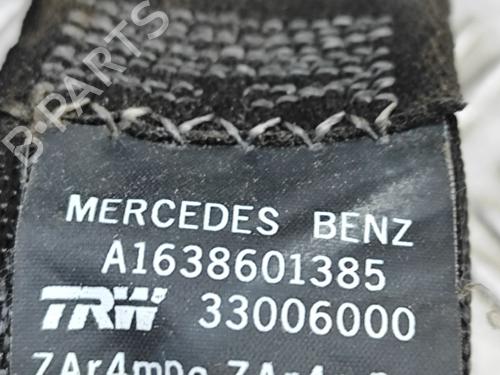 B-PARTS
MERCEDES BENZ
A1638601385
TRW 33006000